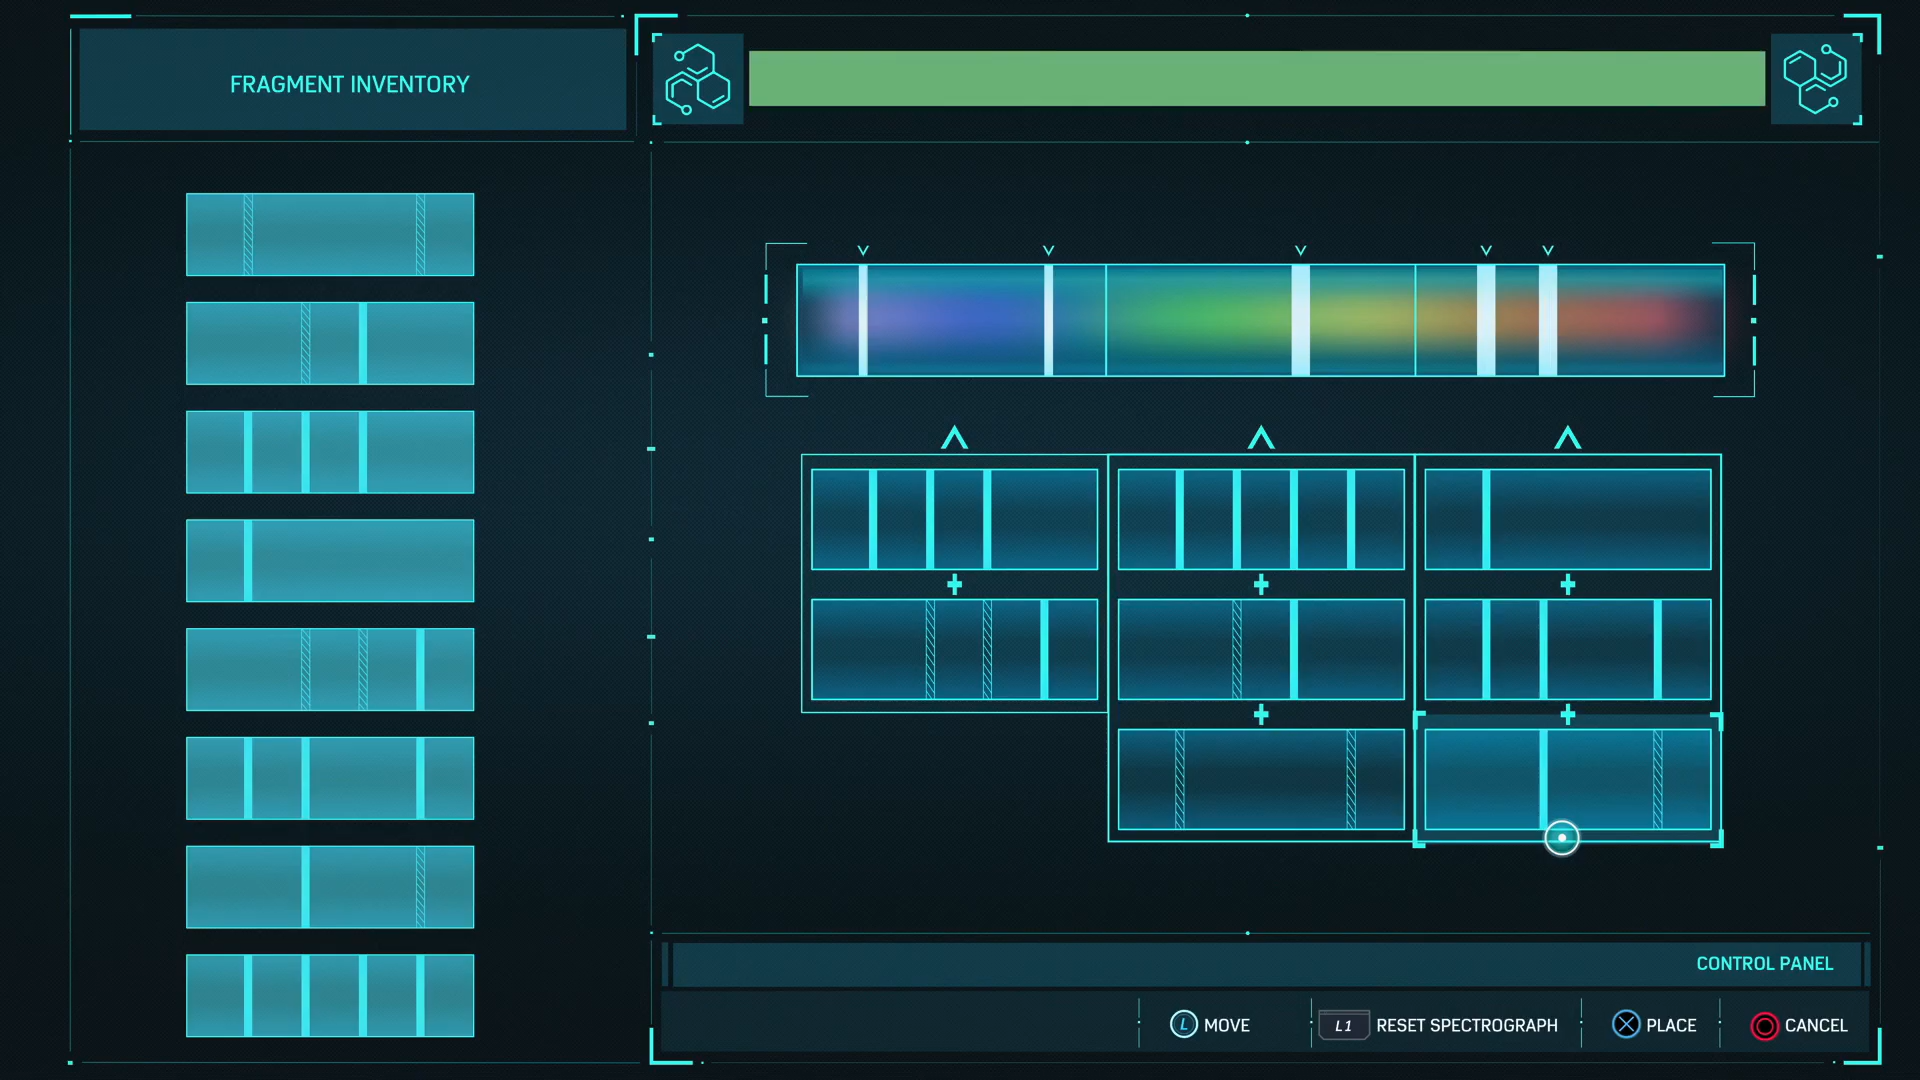 FRAGMENT INVENTORY
CONTROL PANEL
L MOVE
L1 RESET SPECTROGRAPH
PLACE
CANCEL